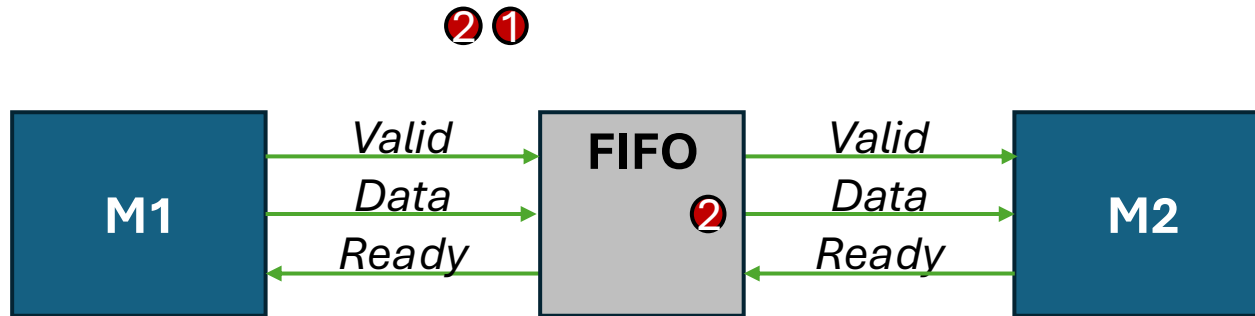 2 1
Valid
Data
Ready
M1
FIFO
2
Valid
Data
Ready
M2